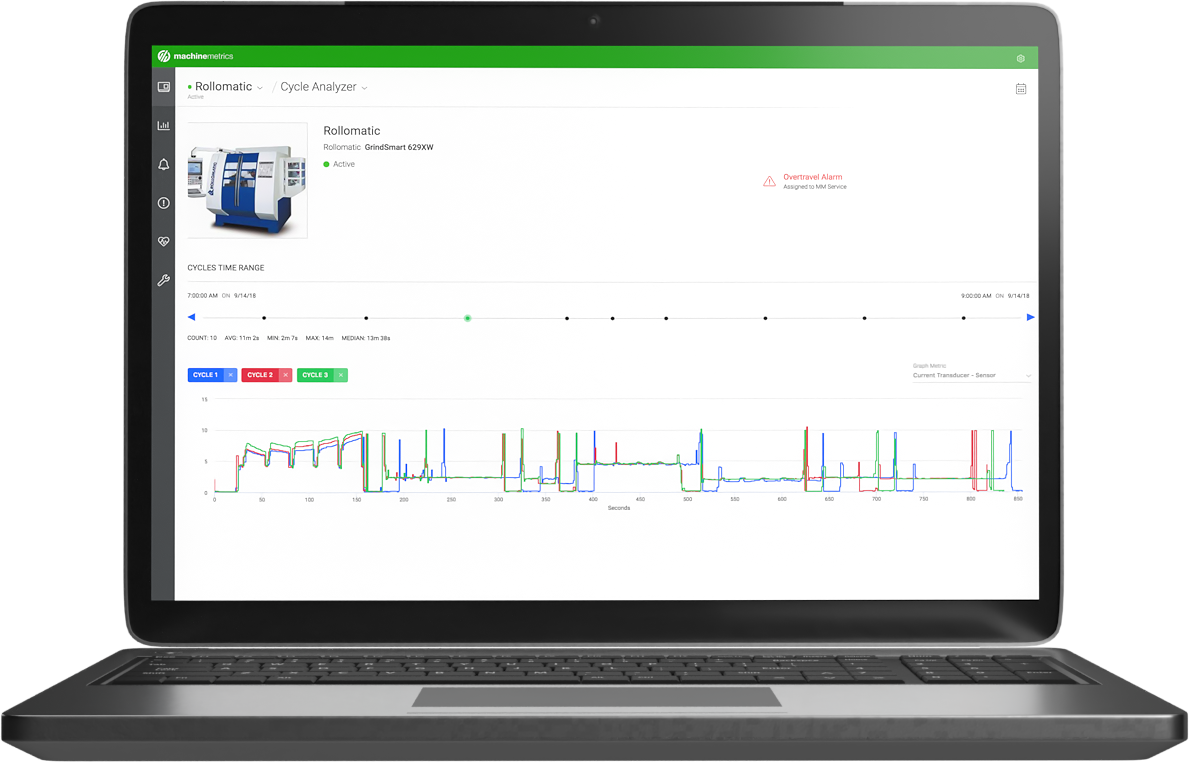 machinemetrics
Rollomatic / Cycle Analyzer
Active
Rollomatic
Rollomatic GrindSmart 629XW
Active
Overtravel Alarm
Assigned to MM Service
CYCLES TIME RANGE
7:00:00 AM ON 9/14/18
9:00:00 AM ON 9/14/18
COUNT: 10 AVG: 11m 2s MIN: 2m 7s MAX: 14m MEDIAN: 13m 38s
CYCLE 1 × CYCLE 2 × CYCLE 3 ×
Graph Metric
Current Transducer - Sensor
15
10
5
0
0 50 100 150 200 250 300 350 400 450 500 550 600 650 700 750 800 850
Seconds